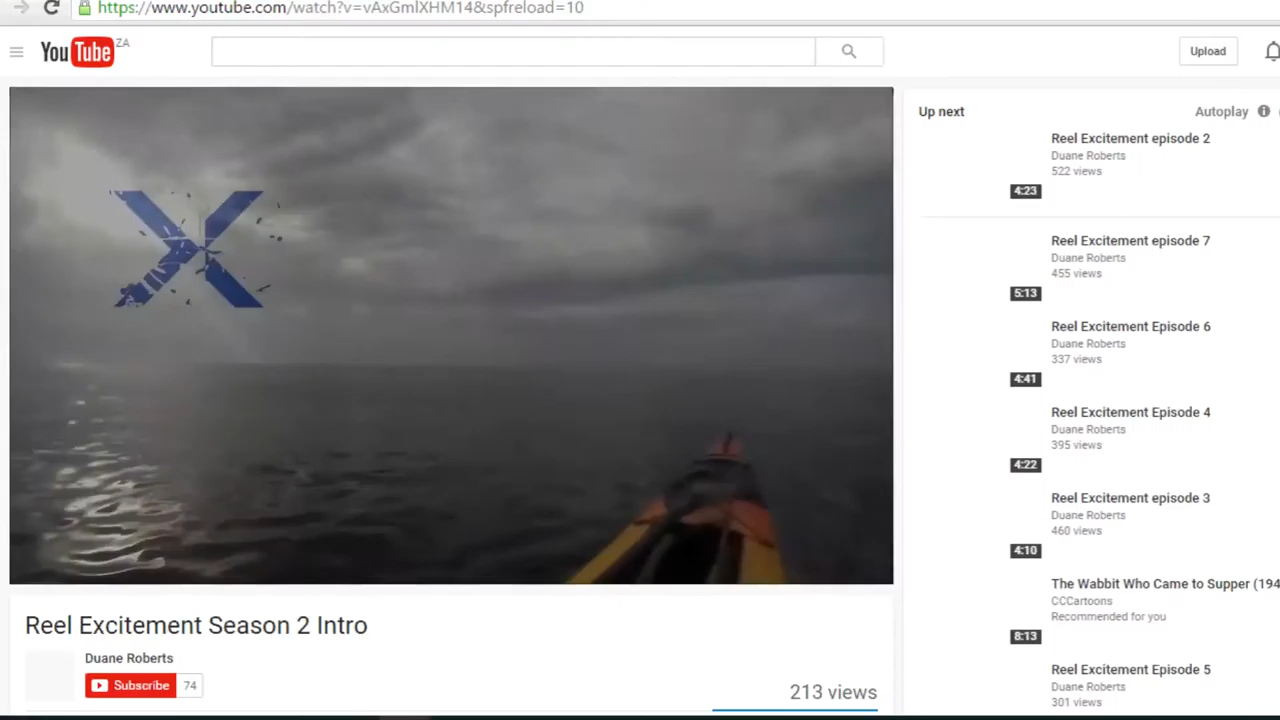 https://www.youtube.com/watch?v=vAxGmlXHM14&spfreload=10
YouTube ZA
Upload
X
Up next
Autoplay
Reel Excitement episode 2
Duane Roberts
522 views
4:23
Reel Excitement episode 7
Duane Roberts
455 views
5:13
Reel Excitement Episode 6
Duane Roberts
337 views
4:41
Reel Excitement Episode 4
Duane Roberts
395 views
4:22
Reel Excitement episode 3
Duane Roberts
460 views
4:10
The Wabbit Who Came to Supper (194
CCCartoons
Recommended for you
8:13
Reel Excitement Episode 5
Duane Roberts
301 views
Reel Excitement Season 2 Intro
Duane Roberts
Subscribe 74
213 views